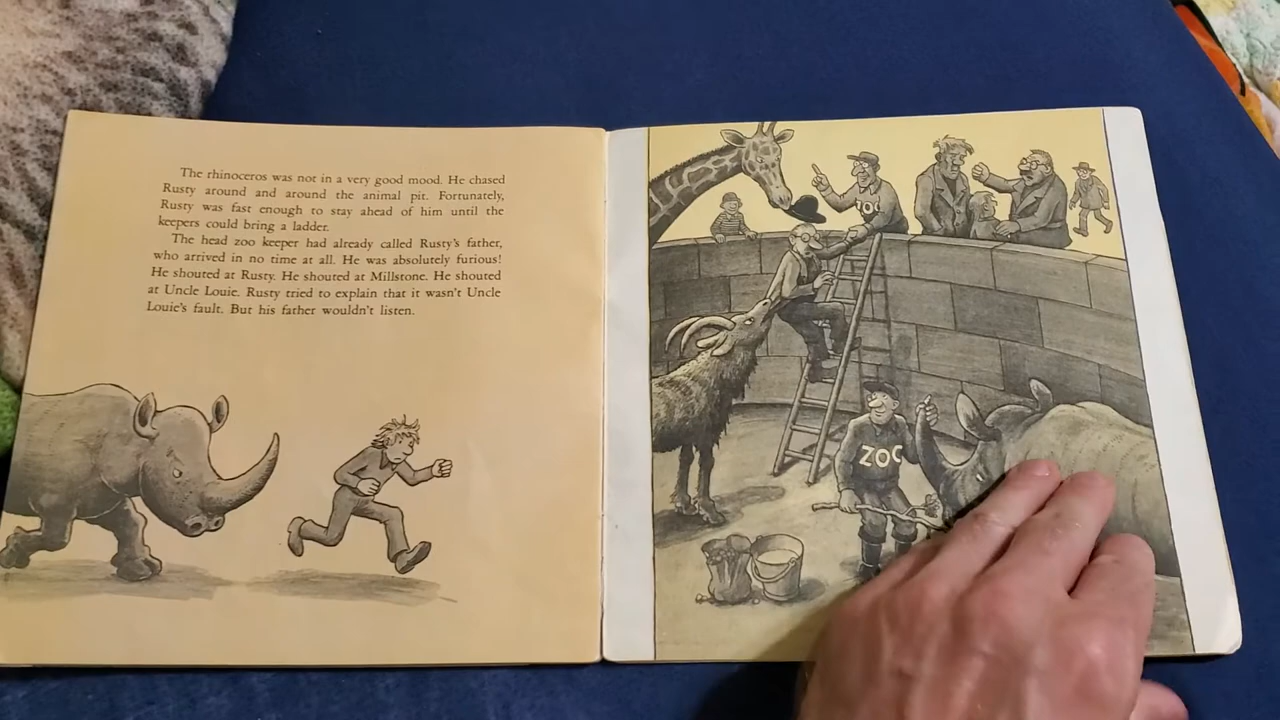 The rhinoceros was not in a very good mood. He chased
Rusty around and around the animal pit. Fortunately,
Rusty was fast enough to stay ahead of him until the
keepers could bring a ladder.
The head zoo keeper had already called Rusty's father,
who arrived in no time at all. He was absolutely furious!
He shouted at Rusty. He shouted at Millstone. He shouted
at Uncle Louie. Rusty tried to explain that it wasn't Uncle
Louie's fault. But his father wouldn't listen.
ZOO
ZOO